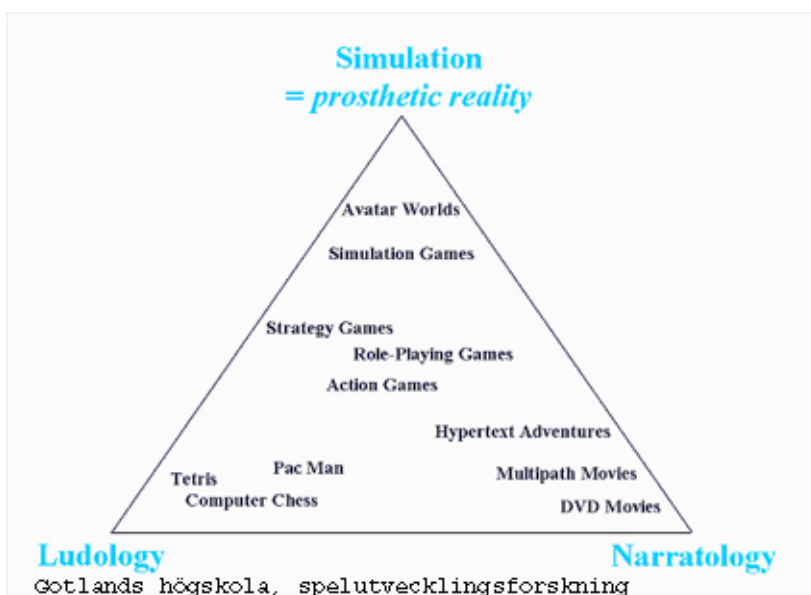 Simulation
= prosthetic reality
Avatar Worlds
Simulation Games
Strategy Games
Role-Playing Games
Action Games
Hypertext Adventures
Pac Man
Tetris
Multipath Movies
Computer Chess
DVD Movies
Ludology
Narratology
Gotlands högskola, spelutvecklingsforskning